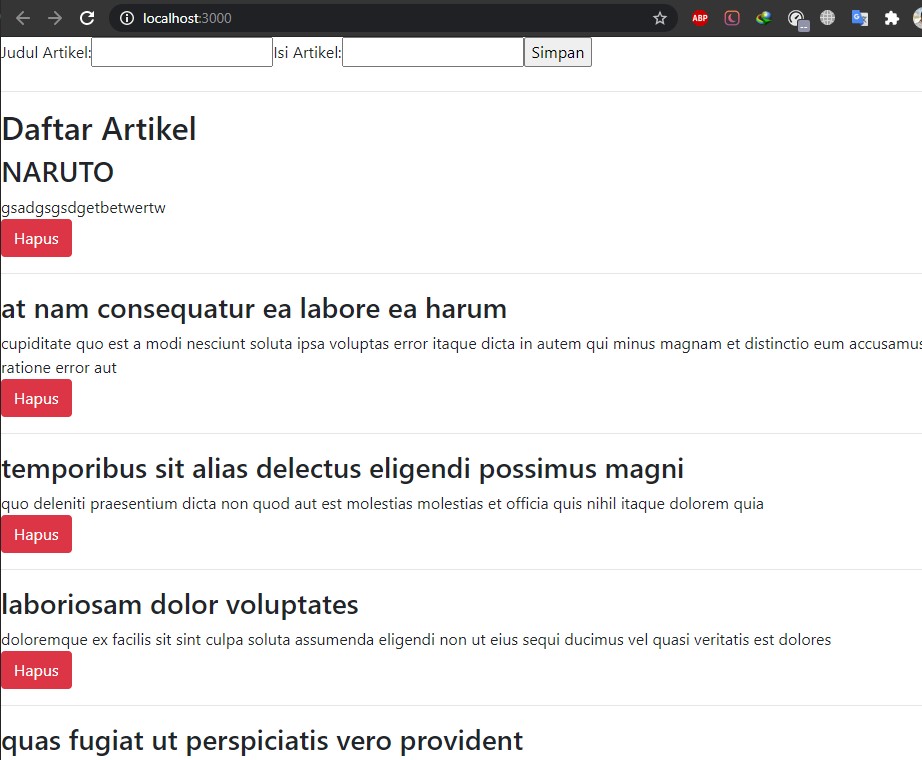 localhost:3000
ABP
Judul Artikel: Isi Artikel: Simpan
Daftar Artikel
NARUTO
gsadgsgsdgetbetwertw
Hapus
at nam consequatur ea labore ea harum
cupiditate quo est a modi nesciunt soluta ipsa voluptas error itaque dicta in autem qui minus magnam et distinctio eum accusamus
ratione error aut
Hapus
temporibus sit alias delectus eligendi possimus magni
quo deleniti praesentium dicta non quod aut est molestias molestias et officia quis nihil itaque dolorem quia
Hapus
laboriosam dolor voluptates
doloremque ex facilis sit sint culpa soluta assumenda eligendi non ut eius sequi ducimus vel quasi veritatis est dolores
Hapus
quas fugiat ut perspiciatis vero provident